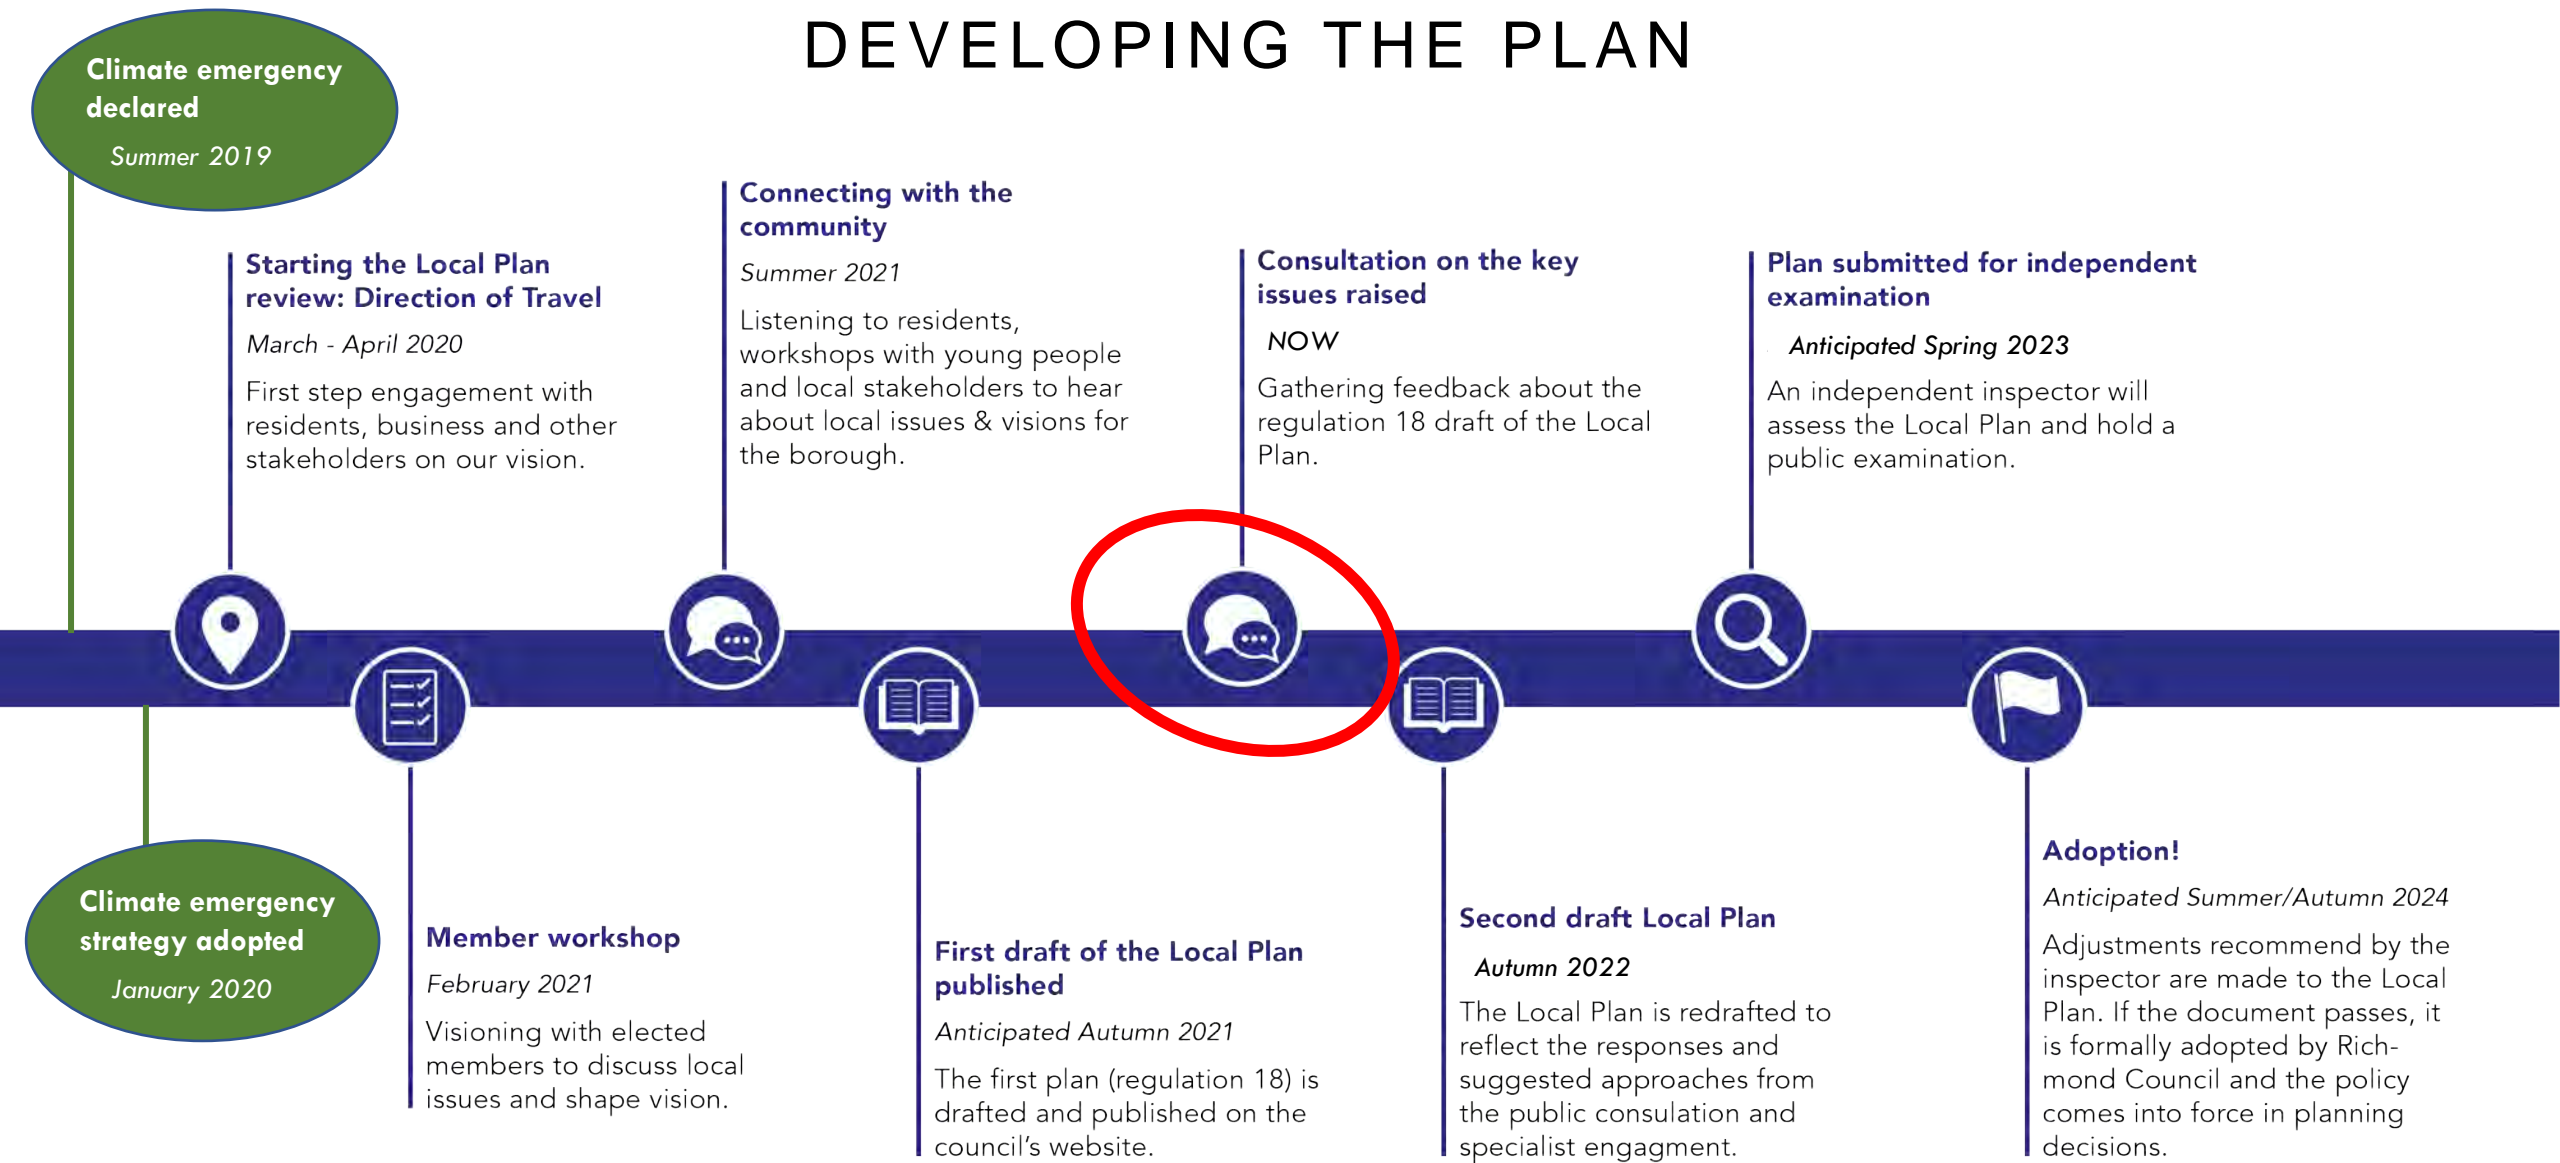 DEVELOPING THE PLAN
Climate emergency
declared
Summer 2019
Starting the Local Plan
review: Direction of Travel
March - April 2020
First step engagement with
residents, business and other
stakeholders on our vision.
Connecting with the
community
Summer 2021
Listening to residents,
workshops with young people
and local stakeholders to hear
about local issues & visions for
the borough.
Consultation on the key
issues raised
NOW
Gathering feedback about the
regulation 18 draft of the Local
Plan.
Plan submitted for independent
examination
Anticipated Spring 2023
An independent inspector will
assess the Local Plan and hold a
public examination.
Climate emergency
strategy adopted
January 2020
Member workshop
February 2021
Visioning with elected
members to discuss local
issues and shape vision.
First draft of the Local Plan
published
Anticipated Autumn 2021
The first plan (regulation 18) is
drafted and published on the
council's website.
Second draft Local Plan
Autumn 2022
The Local Plan is redrafted to
reflect the responses and
suggested approaches from
the public consulation and
specialist engagment.
Adoption!
Anticipated Summer/Autumn 2024
Adjustments recommend by the
inspector are made to the Local
Plan. If the document passes, it
is formally adopted by Rich-
mond Council and the policy
comes into force in planning
decisions.